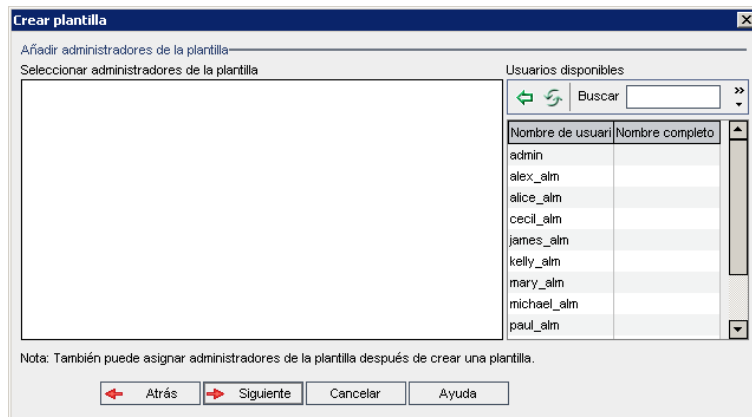 Crear plantilla
Añadir administradores de la plantilla
Seleccionar administradores de la plantilla
Usuarios disponibles
Buscar
Nombre de usuari Nombre completo
admin
alex_alm
alice_alm
cecil_alm
james_alm
kelly_alm
mary_alm
michael_alm
paul_alm
Nota: También puede asignar administradores de la plantilla después de crear una plantilla.
Atrás Siguiente Cancelar Ayuda